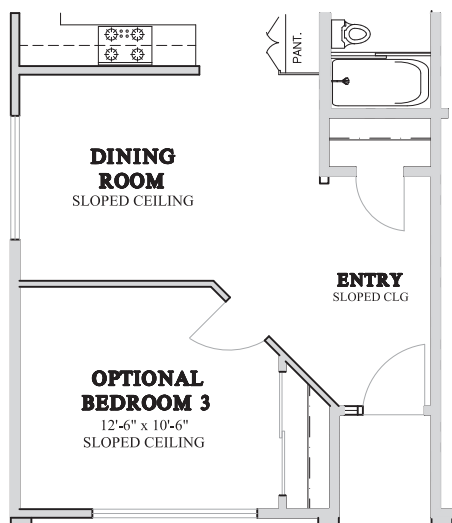 PANT.
DINING
ROOM
SLOPED CEILING
ENTRY
SLOPED CLG
OPTIONAL
BEDROOM 3
12'-6" x 10'-6"
SLOPED CEILING